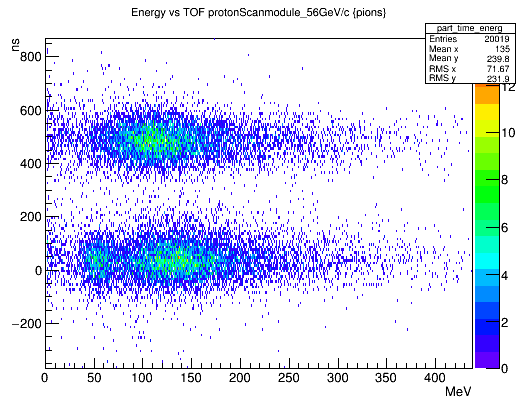 Energy vs TOF protonScanmodule_56GeV/c {pions}
part_time_energ
Entries 20019
Mean x 135
Mean y 239.8
RMS x 71.67
RMS y 231.9
ns
800
600
400
200
0
−200
0 50 100 150 200 250 300 350 400
MeV
12
10
8
6
4
2
0